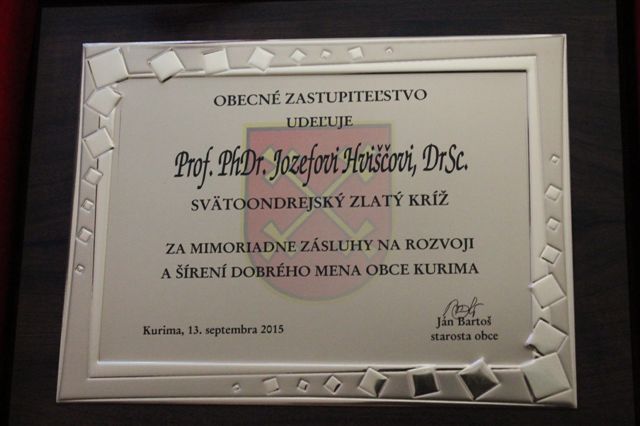 OBECNÉ ZASTUPITEĽSTVO
UDEĽUJE
Prof. PhDr. Jozefovi Hviščovi, DrSc.
SVÄTOONDREJSKÝ ZLATÝ KRÍŽ
ZA MIMORIADNE ZÁSLUHY NA ROZVOJI
A ŠÍRENÍ DOBRÉHO MENA OBCE KURIMA
Kurima, 13. septembra 2015
Ján Bartoš
starosta obce